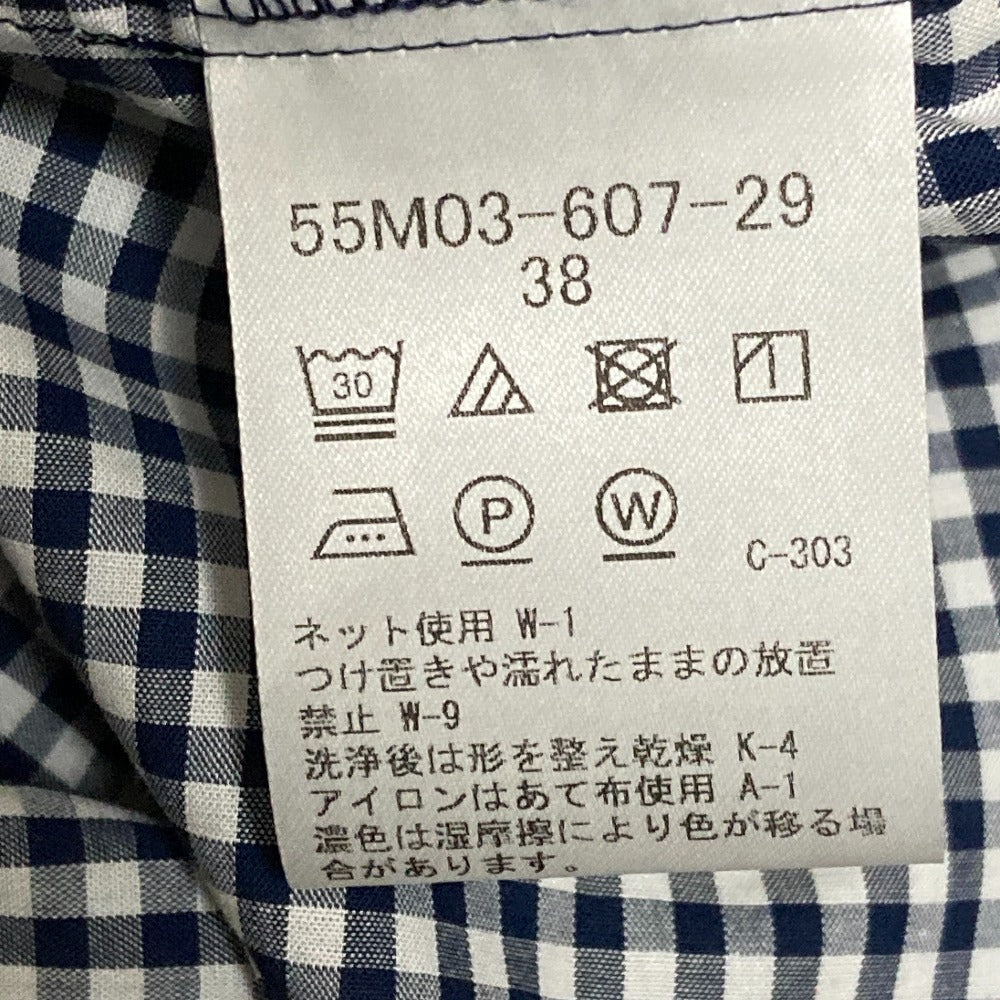 55M03-607-29
38
30
P
W
C-303
ネット使用 W-1
つけ置きや濡れたままの放置
禁止 W-9
洗浄後は形を整え乾燥 K-4
アイロンはあて布使用 A-1
濃色は湿摩擦により色が移る場
合があります。